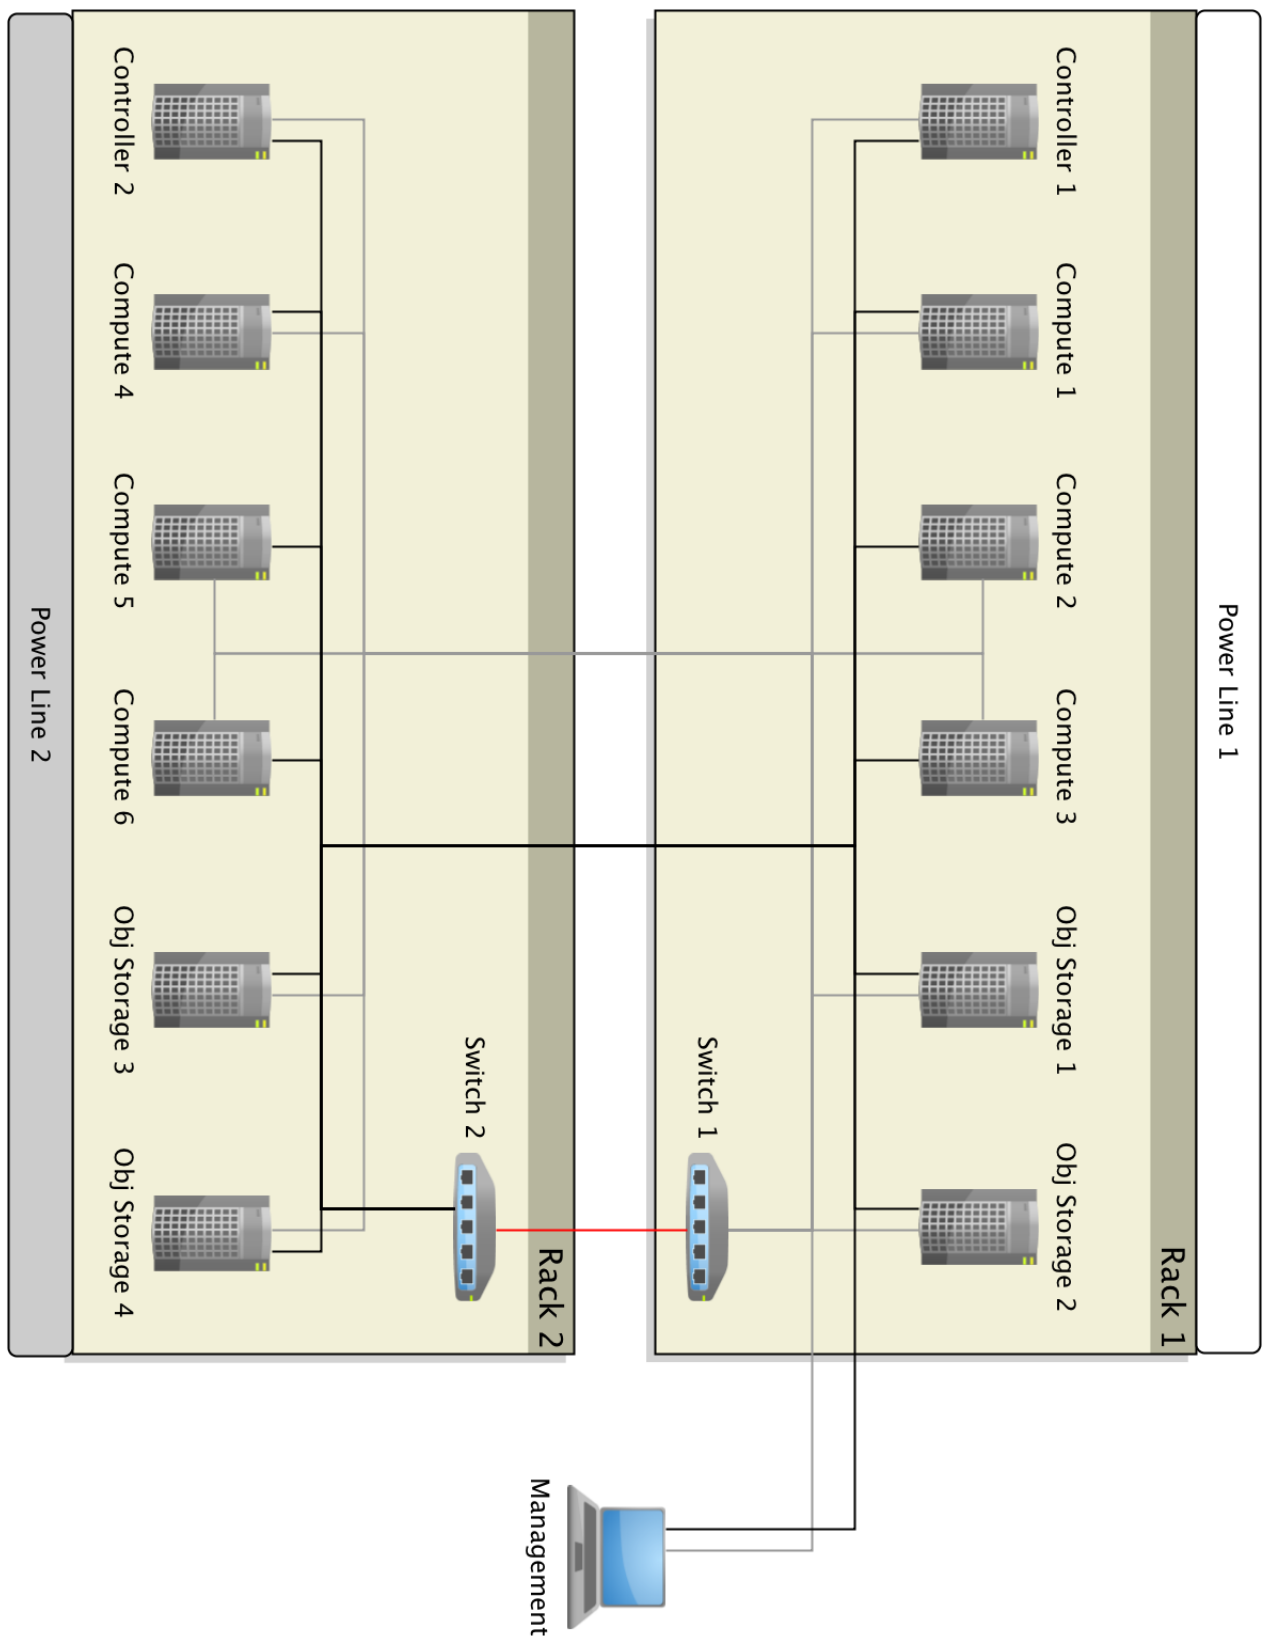 Power Line 1
Rack 1
Controller 1
Compute 1
Compute 2
Compute 3
Obj Storage 1
Obj Storage 2
Switch 1
Management
Rack 2
Switch 2
Controller 2
Compute 4
Compute 5
Compute 6
Obj Storage 3
Obj Storage 4
Power Line 2